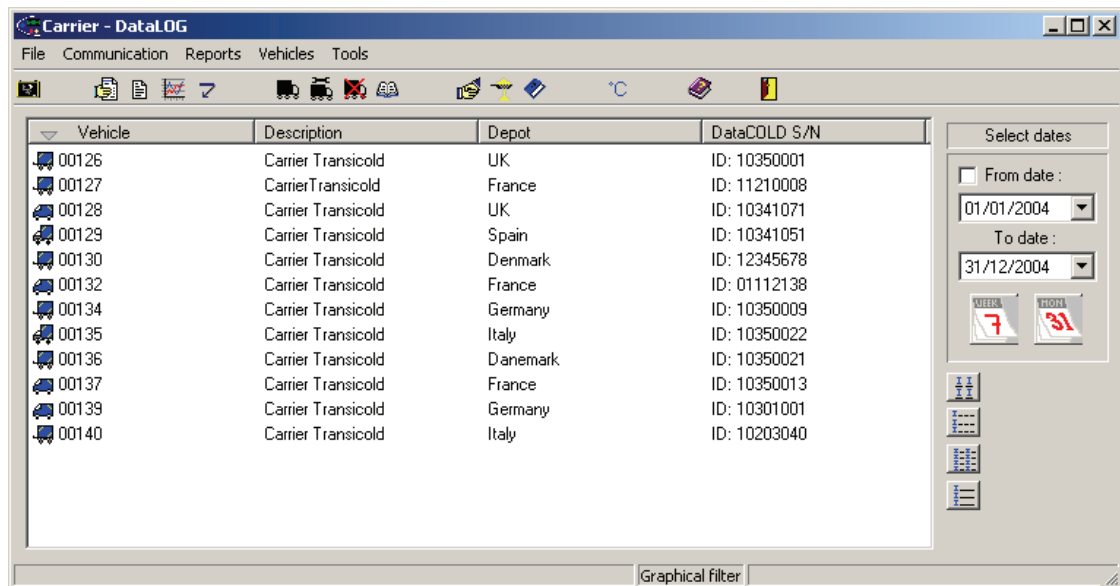 Carrier - DataLOG
File Communication Reports Vehicles Tools
°C
Vehicle Description Depot DataCOLD S/N
00126 Carrier Transicold UK ID: 10350001
00127 CarrierTransicold France ID: 11210008
00128 Carrier Transicold UK ID: 10341071
00129 Carrier Transicold Spain ID: 10341051
00130 Carrier Transicold Denmark ID: 12345678
00132 Carrier Transicold France ID: 01112138
00134 Carrier Transicold Germany ID: 10350009
00135 Carrier Transicold Italy ID: 10350022
00136 Carrier Transicold Danemark ID: 10350021
00137 Carrier Transicold France ID: 10350013
00139 Carrier Transicold Germany ID: 10301001
00140 Carrier Transicold Italy ID: 10203040
Select dates
From date :
01/01/2004
To date :
31/12/2004
WEEK MON.
7 31
Graphical filter